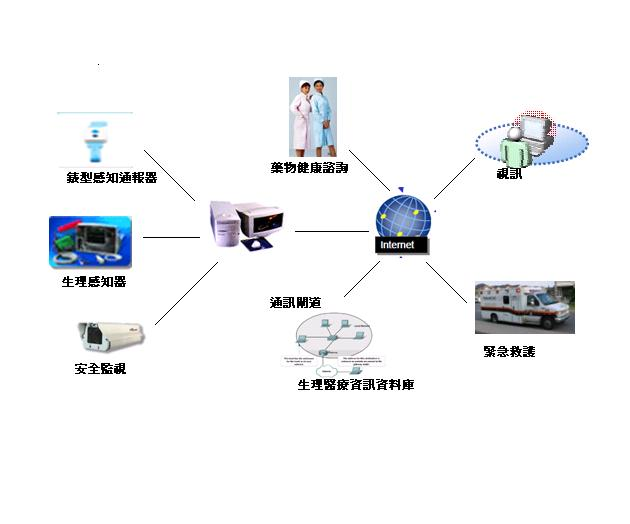 藥物健康諮詢
錶型感知通報器
視訊
生理感知器
Internet
通訊閘道
安全監視
緊急救護
生理醫療資訊資料庫